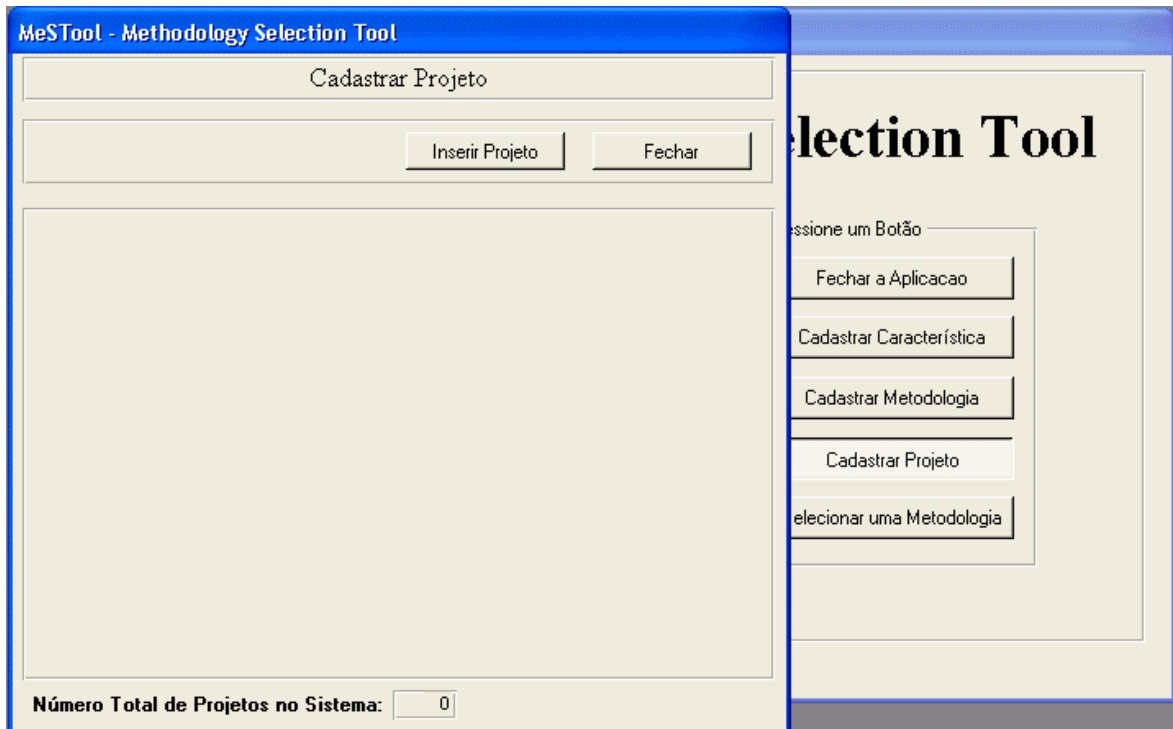 MeSTool - Methodology Selection Tool
Cadastrar Projeto
Inserir Projeto
Fechar
Número Total de Projetos no Sistema: 0
election Tool
essione um Botão
Fechar a Aplicacao
Cadastrar Característica
Cadastrar Metodologia
Cadastrar Projeto
elecionar uma Metodologia